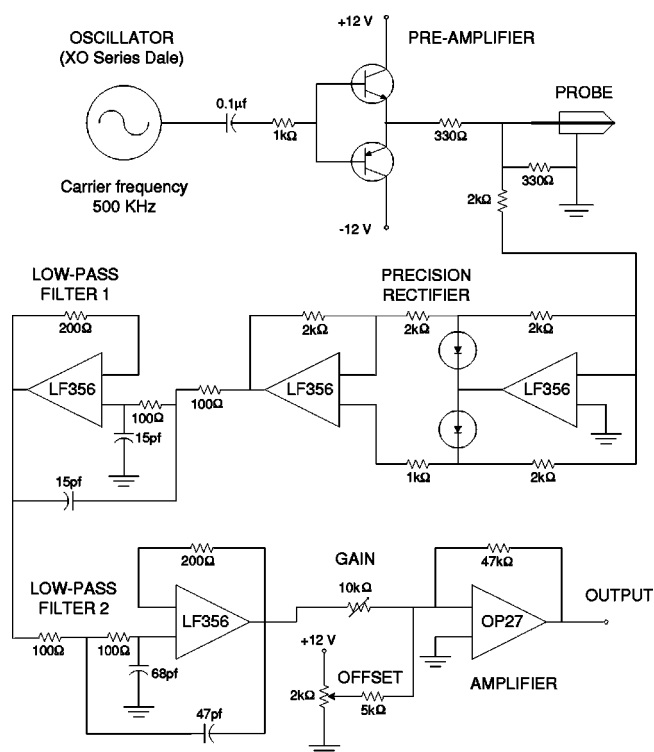 +12 V
OSCILLATOR
(XO Series Dale)
PRE-AMPLIFIER
PROBE
0.1µf
1kΩ
330Ω
330Ω
Carrier frequency
500 KHz
2kΩ
-12 V
LOW-PASS
FILTER 1
PRECISION
RECTIFIER
200Ω
2kΩ
2kΩ
2kΩ
LF356
LF356
LF356
100Ω
100Ω
15pf
15pf
1kΩ
2kΩ
200Ω
GAIN
47kΩ
LOW-PASS
FILTER 2
10kΩ
OUTPUT
LF356
OP27
100Ω
100Ω
+12 V
68pf
OFFSET
AMPLIFIER
2kΩ
5kΩ
47pf